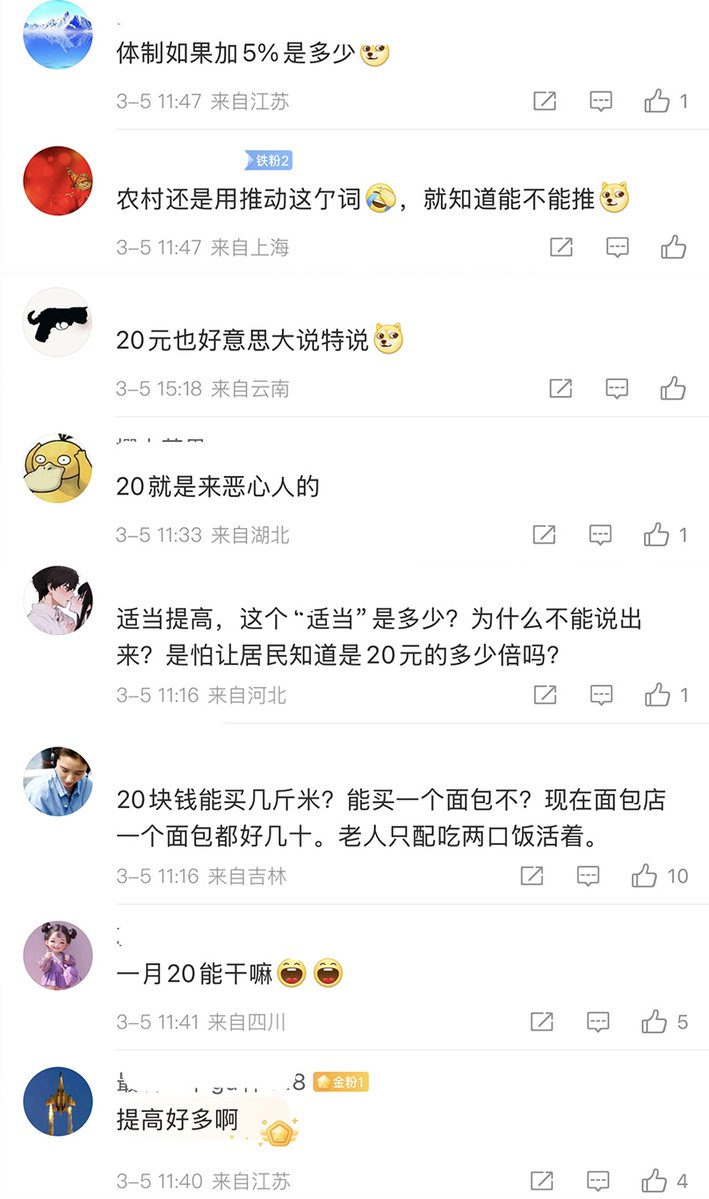 体制如果加5%是多少
3-5 11:47 来自江苏
1
铁粉2
农村还是用推动这亇词，就知道能不能推
3-5 11:47 来自上海
20元也好意思大说特说
3-5 15:18 来自云南
20就是来恶心人的
3-5 11:33 来自湖北
1
适当提高，这个“适当”是多少？为什么不能说出
来？是怕让居民知道是20元的多少倍吗？
3-5 11:16 来自河北
1
20块钱能买几斤米？能买一个面包不？现在面包店
一个面包都好几十。老人只配吃两口饭活着。
3-5 11:16 来自吉林
10
一月20能干嘛
3-5 11:41 来自四川
5
8
金粉1
提高好多啊
3-5 11:40 来自江苏
4